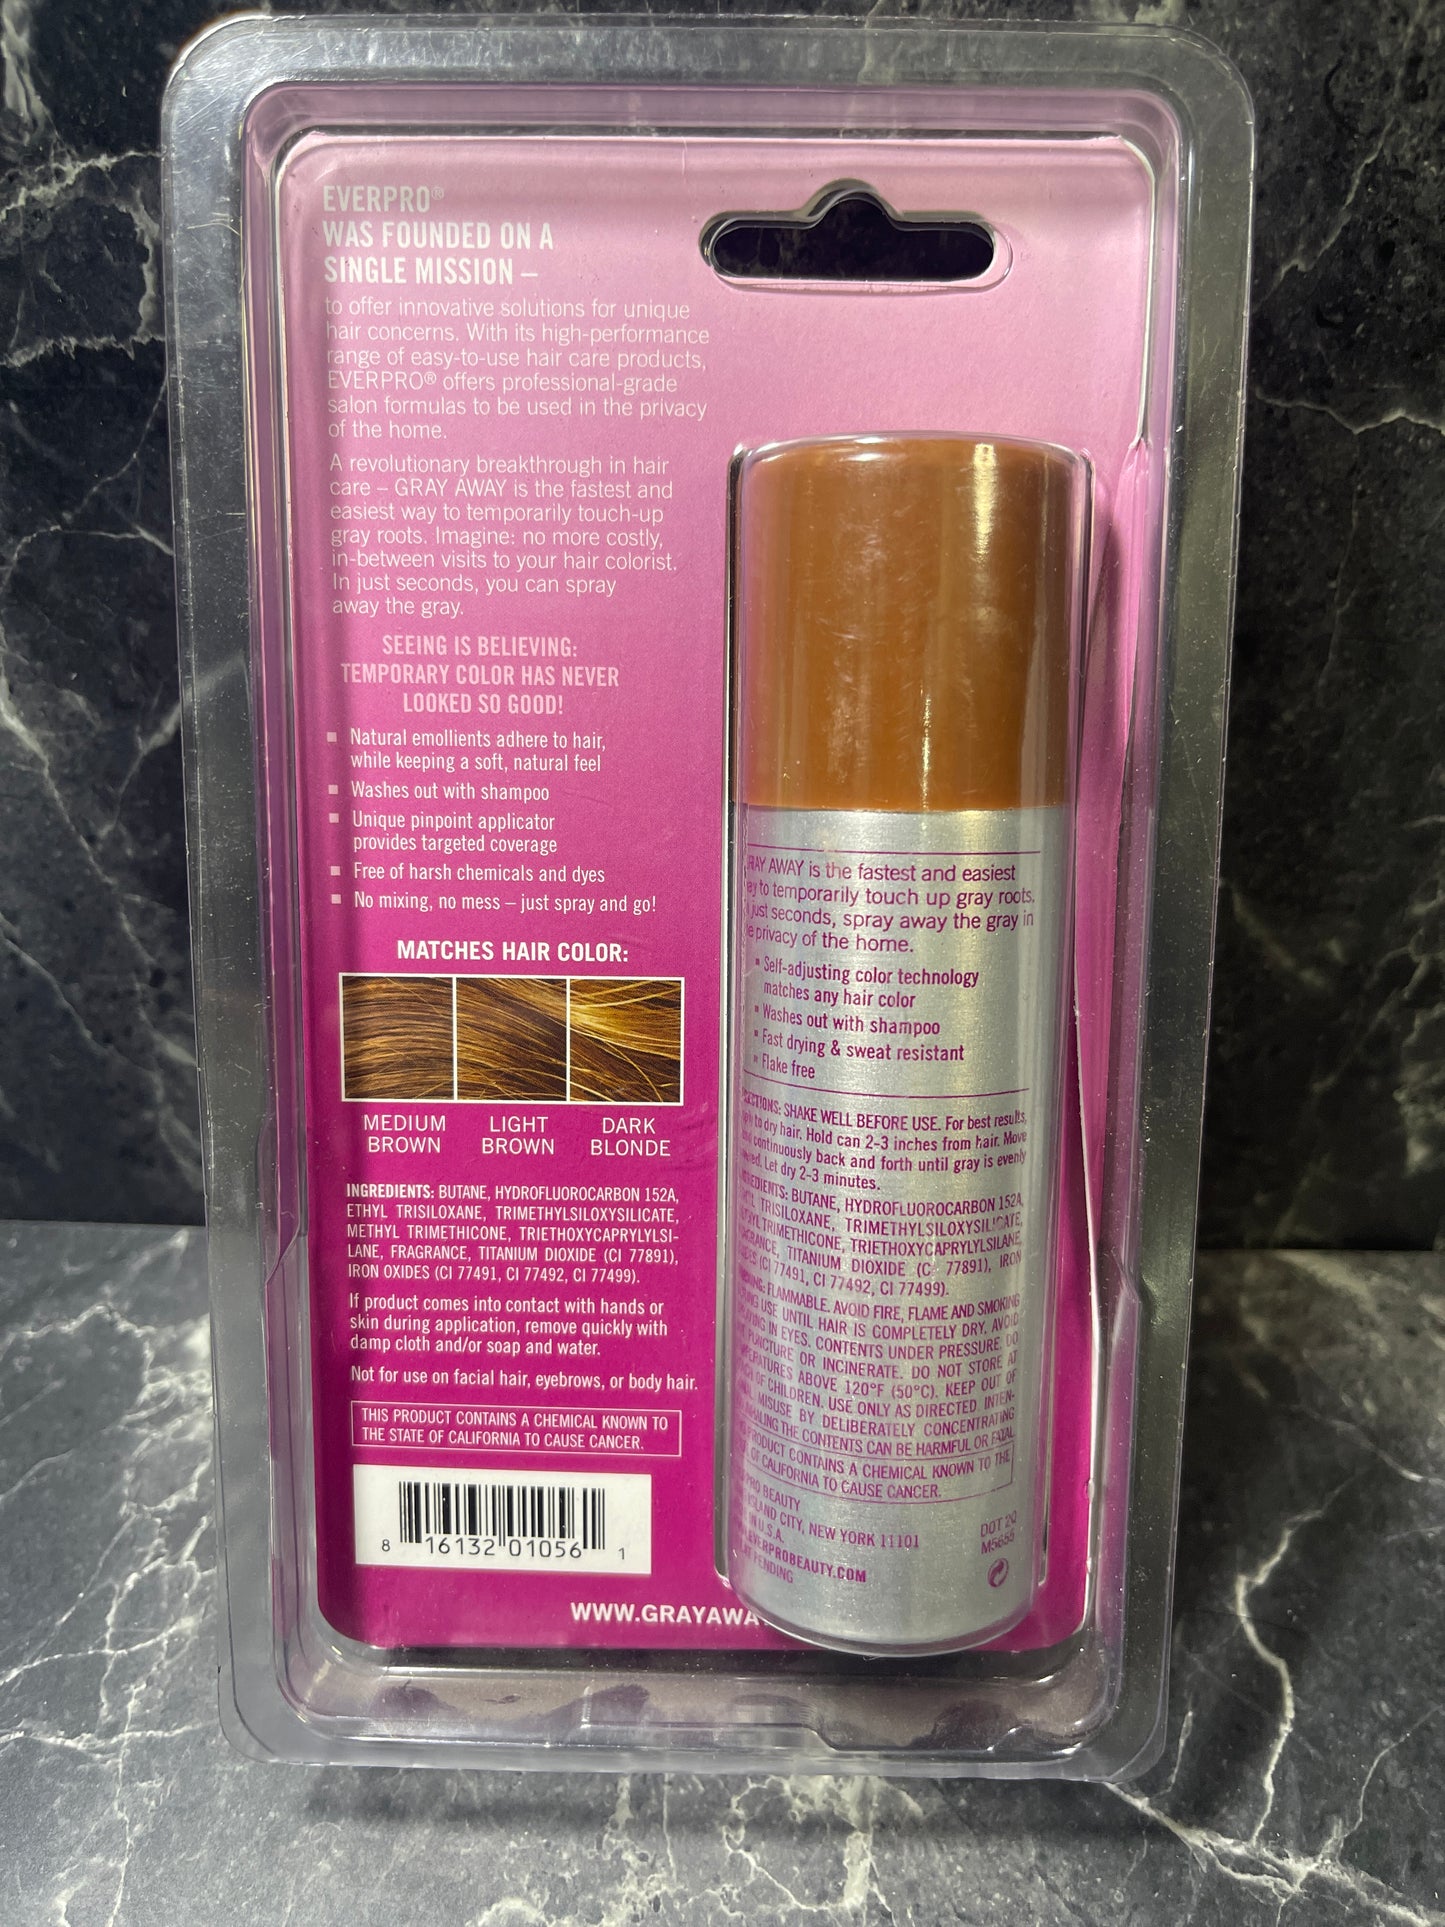 EVERPRO®
WAS FOUNDED ON A
SINGLE MISSION –
to offer innovative solutions for unique
hair concerns. With its high-performance
range of easy-to-use hair care products,
EVERPRO® offers professional-grade
salon formulas to be used in the privacy
of the home.
A revolutionary breakthrough in hair
care – GRAY AWAY is the fastest and
easiest way to temporarily touch-up
gray roots. Imagine: no more costly,
in-between visits to your hair colorist.
In just seconds, you can spray
away the gray.
SEEING IS BELIEVING:
TEMPORARY COLOR HAS NEVER
LOOKED SO GOOD!
▪ Natural emollients adhere to hair,
while keeping a soft, natural feel
▪ Washes out with shampoo
▪ Unique pinpoint applicator
provides targeted coverage
▪ Free of harsh chemicals and dyes
▪ No mixing, no mess – just spray and go!
MATCHES HAIR COLOR:
MEDIUM BROWN
LIGHT BROWN
DARK BLONDE
INGREDIENTS: BUTANE, HYDROFLUOROCARBON 152A,
ETHYL TRISILOXANE, TRIMETHYLSILOXYSILICATE,
METHYL TRIMETHICONE, TRIETHOXYCAPRYLYLSI-
LANE, FRAGRANCE, TITANIUM DIOXIDE (CI 77891),
IRON OXIDES (CI 77491, CI 77492, CI 77499).
If product comes into contact with hands or
skin during application, remove quickly with
damp cloth and/or soap and water.
Not for use on facial hair, eyebrows, or body hair.
THIS PRODUCT CONTAINS A CHEMICAL KNOWN TO
THE STATE OF CALIFORNIA TO CAUSE CANCER.
8 16132 01056 1
WWW.GRAYAWA
AY AWAY is the fastest and easiest
to temporarily touch up gray roots.
just seconds, spray away the gray in
privacy of the home.
▪ Self-adjusting color technology
matches any hair color
▪ Washes out with shampoo
▪ Fast drying & sweat resistant
▪ Flake free
SHAKE WELL BEFORE USE. For best results,
to dry hair. Hold can 2-3 inches from hair. Move
continuously back and forth until gray is evenly
Let dry 2-3 minutes.
BUTANE, HYDROFLUOROCARBON 152A,
TRISILOXANE, TRIMETHYLSILOXYSILICATE,
TRIMETHICONE, TRIETHOXYCAPRYLYLSILANE,
TITANIUM DIOXIDE (CI 77891), IRON
(CI 77491, CI 77492, CI 77499).
FLAMMABLE. AVOID FIRE, FLAME AND SMOKING
USE UNTIL HAIR IS COMPLETELY DRY. AVOID
IN EYES. CONTENTS UNDER PRESSURE. DO
PUNCTURE OR INCINERATE. DO NOT STORE AT
ABOVE 120°F (50°C). KEEP OUT OF
OF CHILDREN. USE ONLY AS DIRECTED. INTEN-
MISUSE BY DELIBERATELY CONCENTRATING
THE CONTENTS CAN BE HARMFUL OR FATAL
PRODUCT CONTAINS A CHEMICAL KNOWN TO THE
OF CALIFORNIA TO CAUSE CANCER.
PRO BEAUTY
ISLAND CITY, NEW YORK 11101
IN U.S.A.
EVERPROBEAUTY.COM
PENDING
DOT 2Q
M5656